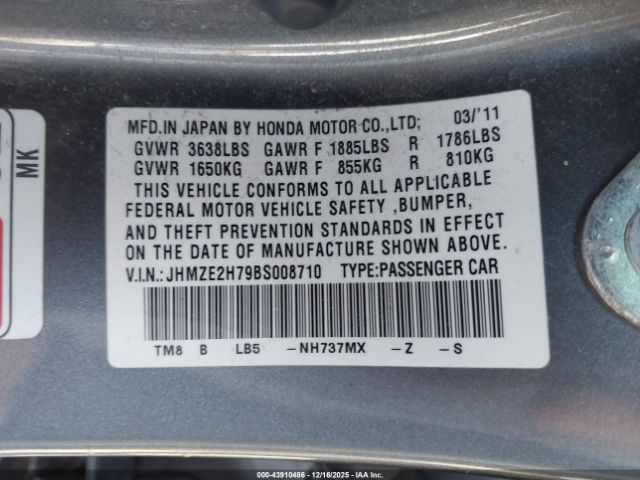 MFD.IN JAPAN BY HONDA MOTOR CO.,LTD; 03/'11
GVWR 3638LBS GAWR F 1885LBS R 1786LBS
GVWR 1650KG GAWR F 855KG R 810KG
THIS VEHICLE CONFORMS TO ALL APPLICABLE
FEDERAL MOTOR VEHICLE SAFETY ,BUMPER,
AND THEFT PREVENTION STANDARDS IN EFFECT
ON THE DATE OF MANUFACTURE SHOWN ABOVE.
V.I.N.:JHMZE2H79BS008710 TYPE:PASSENGER CAR
TM8 B LB5 -NH737MX -Z -S
MK
© - 43910486 - 12/16/2025 - IAA Inc.